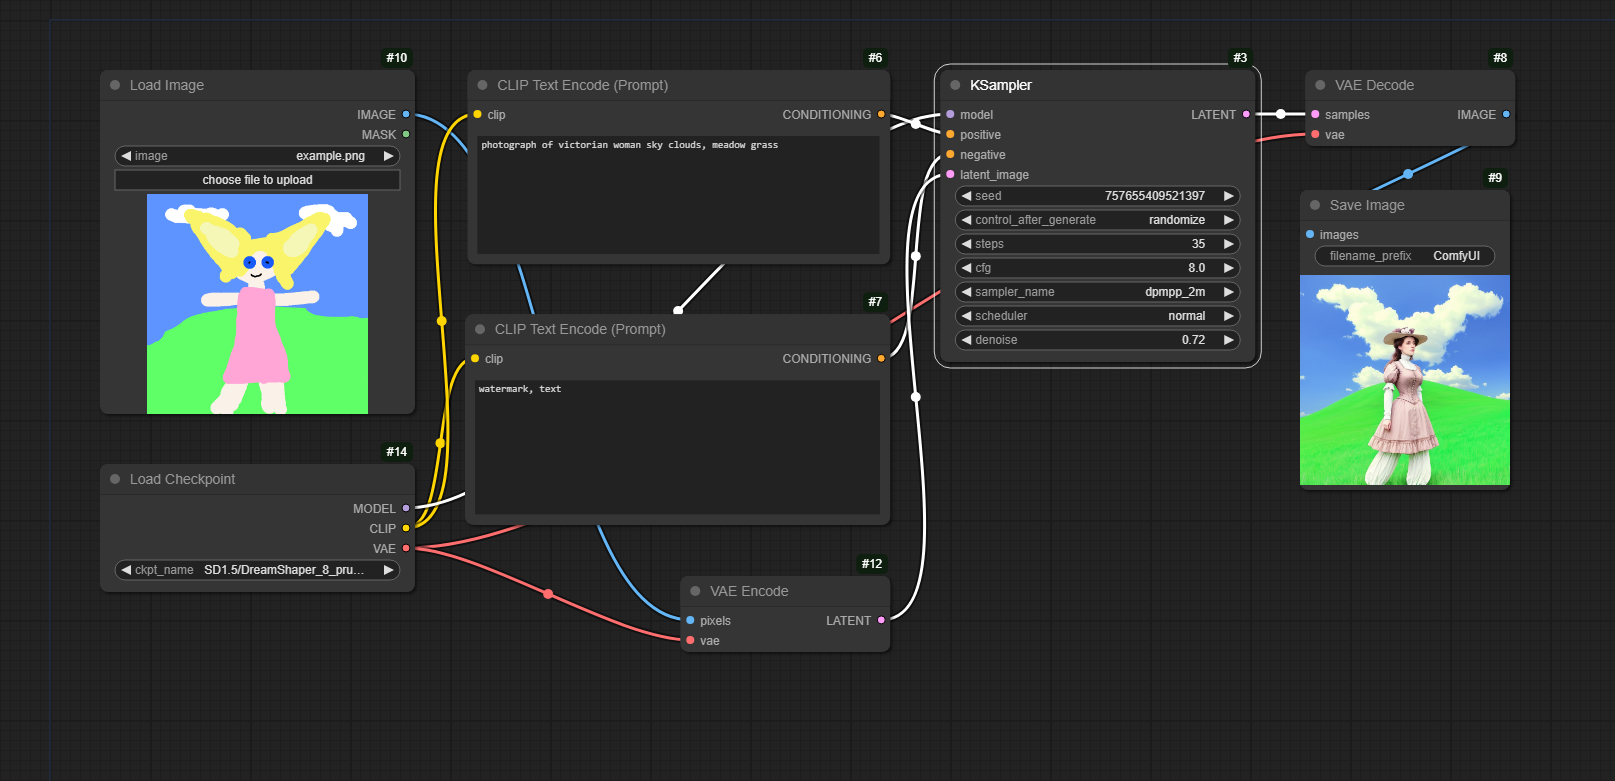 #10
Load Image
IMAGE
MASK
image example.png
choose file to upload
#14
Load Checkpoint
MODEL
CLIP
VAE
ckpt_name SD1.5/DreamShaper_8_pru...
#6
CLIP Text Encode (Prompt)
clip CONDITIONING
photograph of victorian woman sky clouds, meadow grass
#7
CLIP Text Encode (Prompt)
clip CONDITIONING
watermark, text
#12
VAE Encode
pixels LATENT
vae
#3
KSampler
model LATENT
positive
negative
latent_image
seed 757655409521397
control_after_generate randomize
steps 35
cfg 8.0
sampler_name dpmpp_2m
scheduler normal
denoise 0.72
#8
VAE Decode
samples IMAGE
vae
#9
Save Image
images
filename_prefix ComfyUI